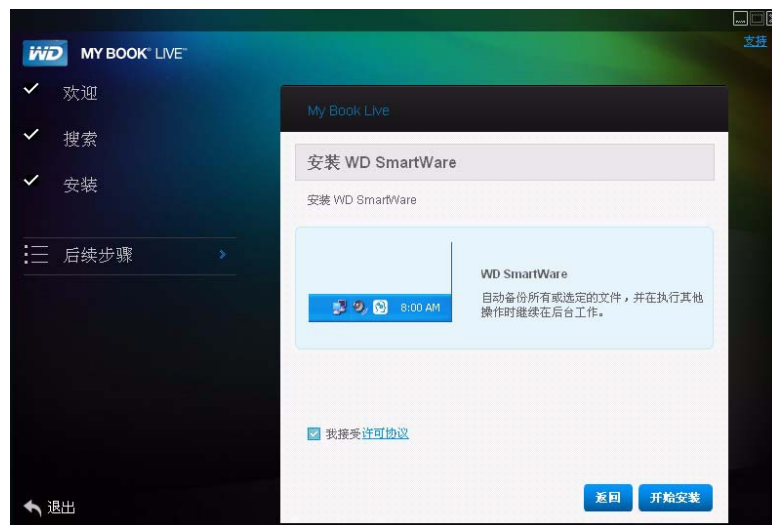 WD MY BOOK® LIVE™
支持
欢迎
搜索
安装
后续步骤
退出
My Book Live
安装 WD SmartWare
安装 WD SmartWare
8:00 AM
WD SmartWare
自动备份所有或选定的文件，并在执行其他
操作时继续在后台工作。
我接受许可协议
返回
开始安装